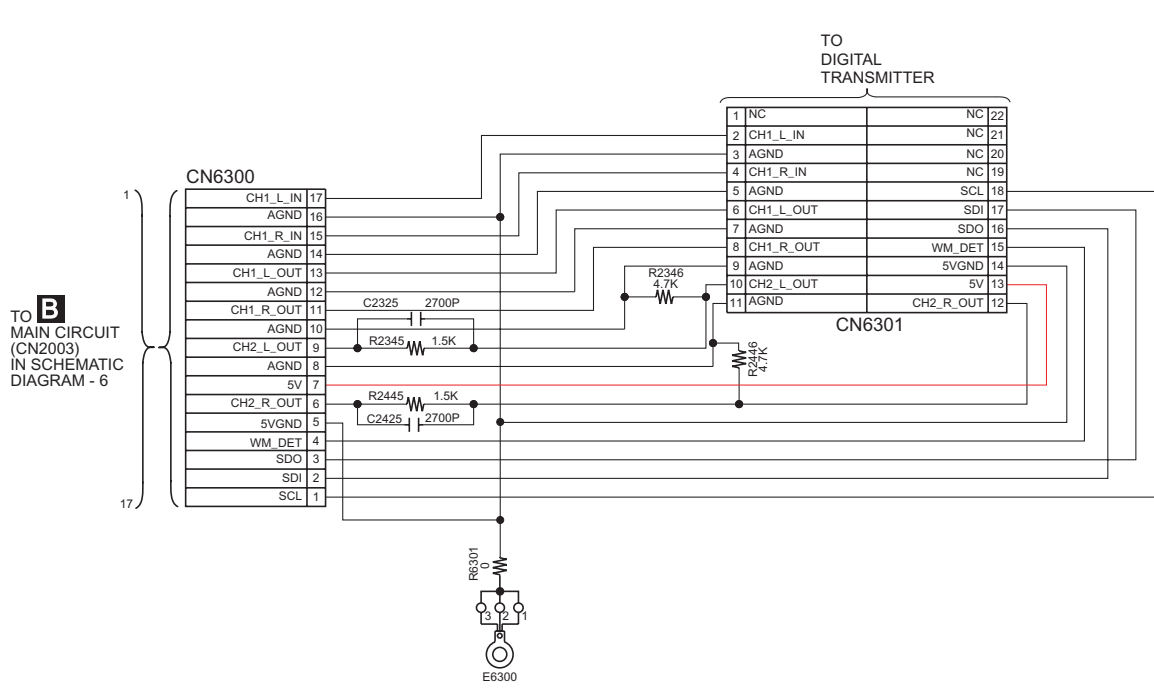 TO
DIGITAL
TRANSMITTER
1 NC NC 22
2 CH1_L_IN NC 21
3 AGND NC 20
4 CH1_R_IN NC 19
5 AGND SCL 18
6 CH1_L_OUT SDI 17
7 AGND SDO 16
8 CH1_R_OUT WM_DET 15
9 AGND 5VGND 14
10 CH2_L_OUT 5V 13
11 AGND CH2_R_OUT 12
CN6301
CN6300
1
17
CH1_L_IN 17
AGND 16
CH1_R_IN 15
AGND 14
CH1_L_OUT 13
AGND 12
CH1_R_OUT 11
AGND 10
CH2_L_OUT 9
AGND 8
5V 7
CH2_R_OUT 6
5VGND 5
WM_DET 4
SDO 3
SDI 2
SCL 1
TO B
MAIN CIRCUIT
(CN2003)
IN SCHEMATIC
DIAGRAM - 6
C2325 2700P
R2345 1.5K
R2346
4.7K
R2446
4.7K
R2445 1.5K
C2425 2700P
R6301
0
3 2 1
E6300